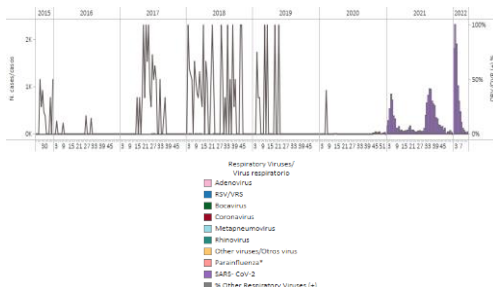 2015 2016 2017 2018 2019 2020 2021 2022
2K
1K
0K
100%
50%
0%
N. cases/casos
50 3 9 15 21 27 33 39 45 3 9 15 21 27 33 39 45 3 9 15 21 27 33 39 45 3 9 15 21 27 33 39 45 3 9 15 21 27 33 39 45 51 3 9 15 21 27 33 39 45 3 7
Respiratory Viruses/
Virus respiratorio
Adenovirus
RSV/VRS
Bocavirus
Coronavirus
Metapneumovirus
Rhinovirus
Other viruses/Otros virus
Parainfluenza*
SARS- CoV-2
% Other Respiratory Viruses (+)